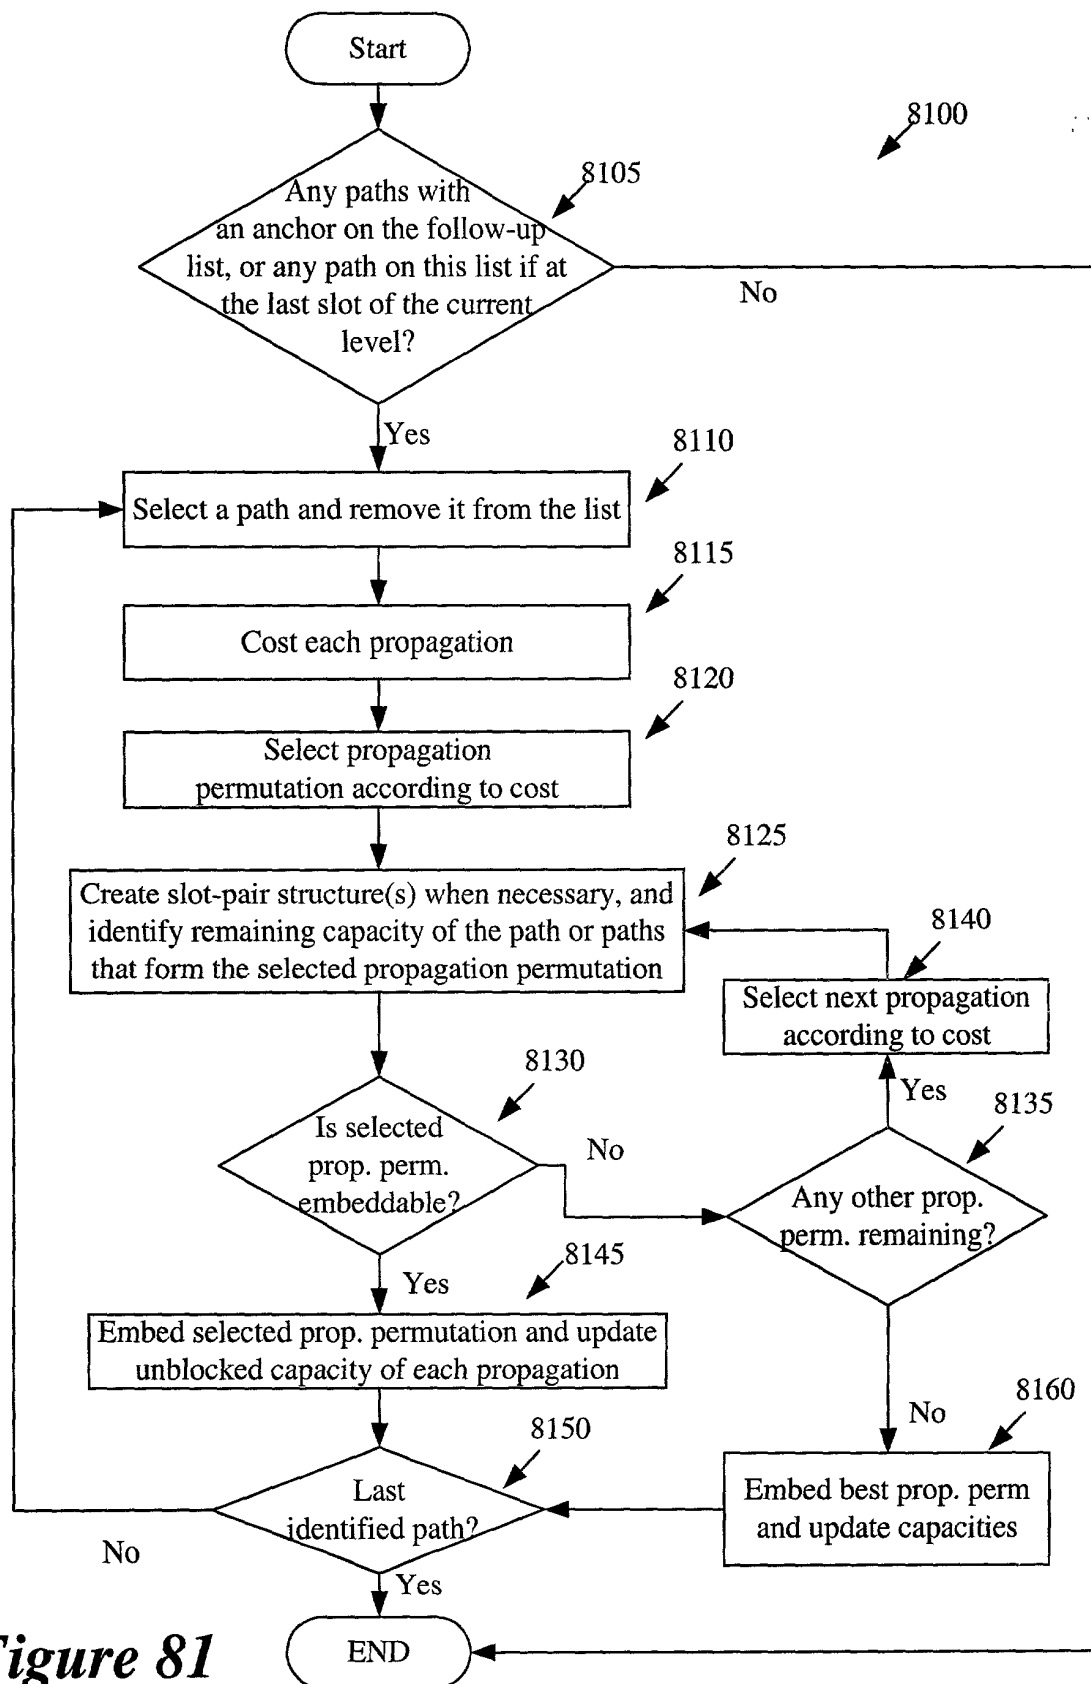 Start
8100
8105
Any paths with
an anchor on the follow-up
list, or any path on this list if at
the last slot of the current
level?
No
Yes
8110
Select a path and remove it from the list
8115
Cost each propagation
8120
Select propagation
permutation according to cost
8125
Create slot-pair structure(s) when necessary, and
identify remaining capacity of the path or paths
that form the selected propagation permutation
8140
Select next propagation
according to cost
8130
Is selected
prop. perm.
embeddable?
No
Yes
8135
Any other prop.
perm. remaining?
8145
Yes
Embed selected prop. permutation and update
unblocked capacity of each propagation
No
8160
Embed best prop. perm
and update capacities
8150
Last
identified path?
No
Yes
END
igure 81